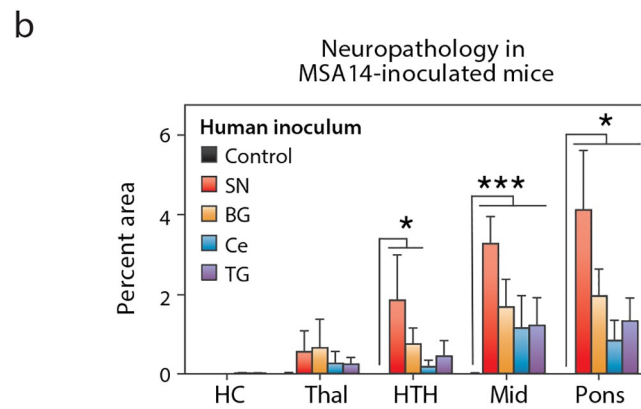 b
Neuropathology in
MSA14-inoculated mice
Percent area
6
4
2
0
Human inoculum
Control
SN
BG
Ce
TG
*
***
*
HC Thal HTH Mid Pons